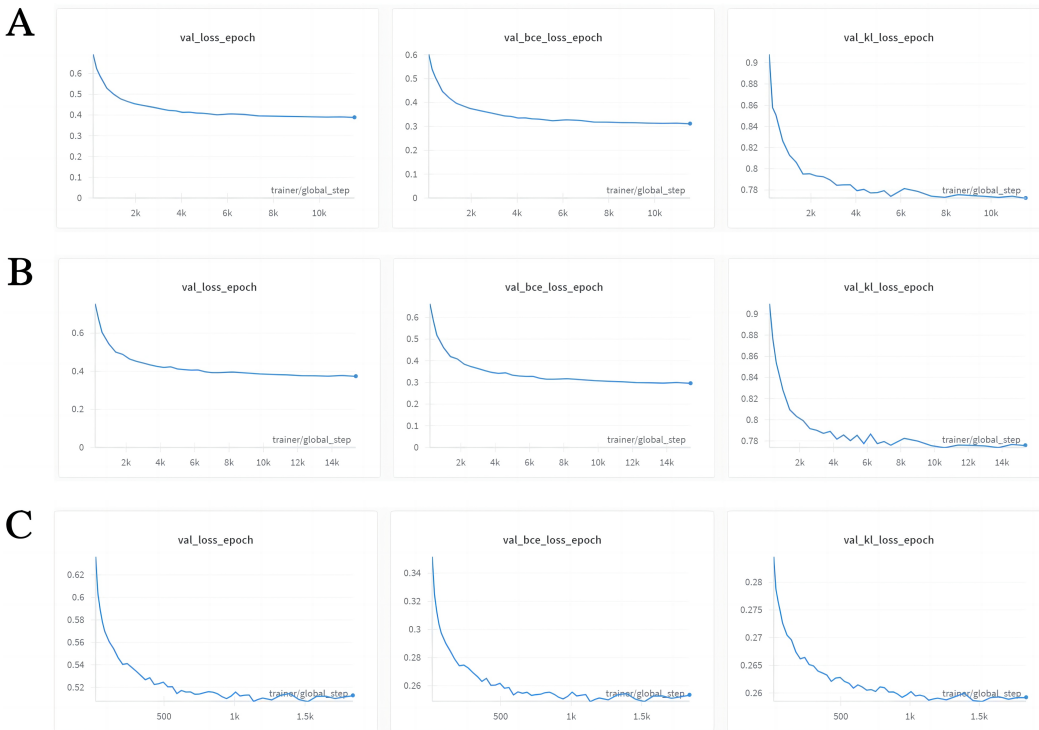 A
val_loss_epoch
0.6
0.5
0.4
0.3
0.2
0.1
0
trainer/global_step
2k 4k 6k 8k 10k
val_bce_loss_epoch
0.6
0.5
0.4
0.3
0.2
0.1
0
trainer/global_step
2k 4k 6k 8k 10k
val_kl_loss_epoch
0.9
0.88
0.86
0.84
0.82
0.8
0.78
trainer/global_step
2k 4k 6k 8k 10k
B
val_loss_epoch
0.6
0.4
0.2
0
trainer/global_step
2k 4k 6k 8k 10k 12k 14k
val_bce_loss_epoch
0.6
0.5
0.4
0.3
0.2
0.1
0
trainer/global_step
2k 4k 6k 8k 10k 12k 14k
val_kl_loss_epoch
0.9
0.88
0.86
0.84
0.82
0.8
0.78
trainer/global_step
2k 4k 6k 8k 10k 12k 14k
C
val_loss_epoch
0.62
0.6
0.58
0.56
0.54
0.52
trainer/global_step
500 1k 1.5k
val_bce_loss_epoch
0.34
0.32
0.3
0.28
0.26
trainer/global_step
500 1k 1.5k
val_kl_loss_epoch
0.28
0.275
0.27
0.265
0.26
trainer/global_step
500 1k 1.5k